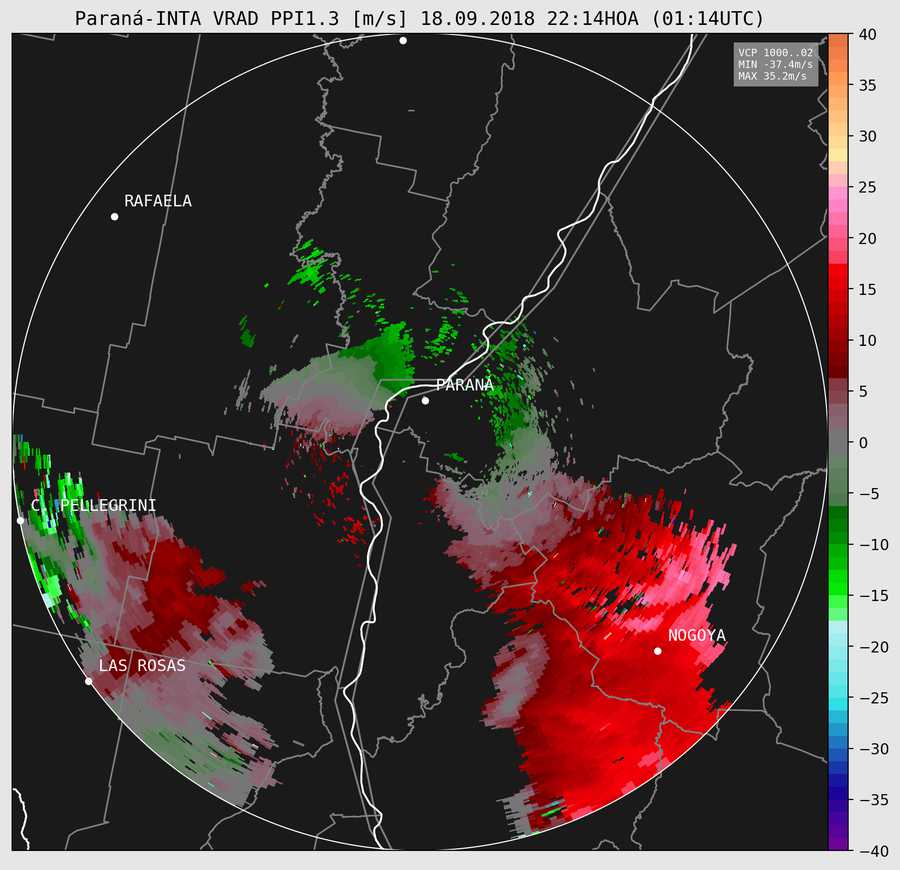 Paraná-INTA VRAD PPI1.3 [m/s] 18.09.2018 22:14HOA (01:14UTC)
VCP 1000..02
MIN -37.4m/s
MAX 35.2m/s
RAFAELA
PARANÁ
C. PELLEGRINI
NOGOYA
LAS ROSAS
40
35
30
25
20
15
10
5
0
−5
−10
−15
−20
−25
−30
−35
−40